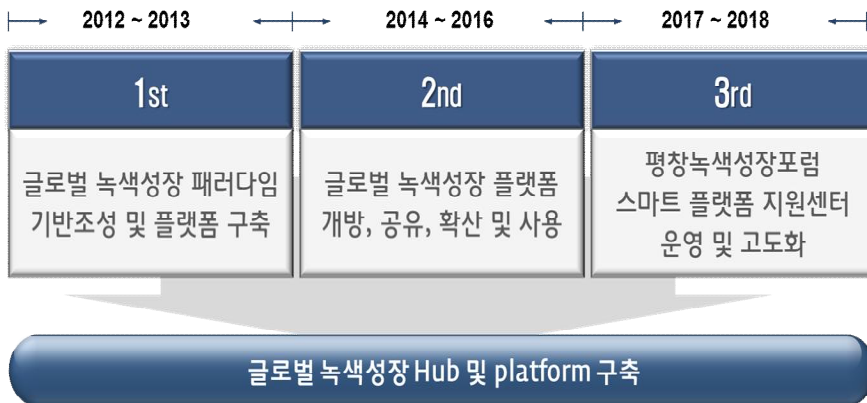 2012 ~ 2013
2014 ~ 2016
2017 ~ 2018
1st
2nd
3rd
글로벌 녹색성장 패러다임
기반조성 및 플랫폼 구축
글로벌 녹색성장 플랫폼
개방, 공유, 확산 및 사용
평창녹색성장포럼
스마트 플랫폼 지원센터
운영 및 고도화
글로벌 녹색성장 Hub 및 platform 구축